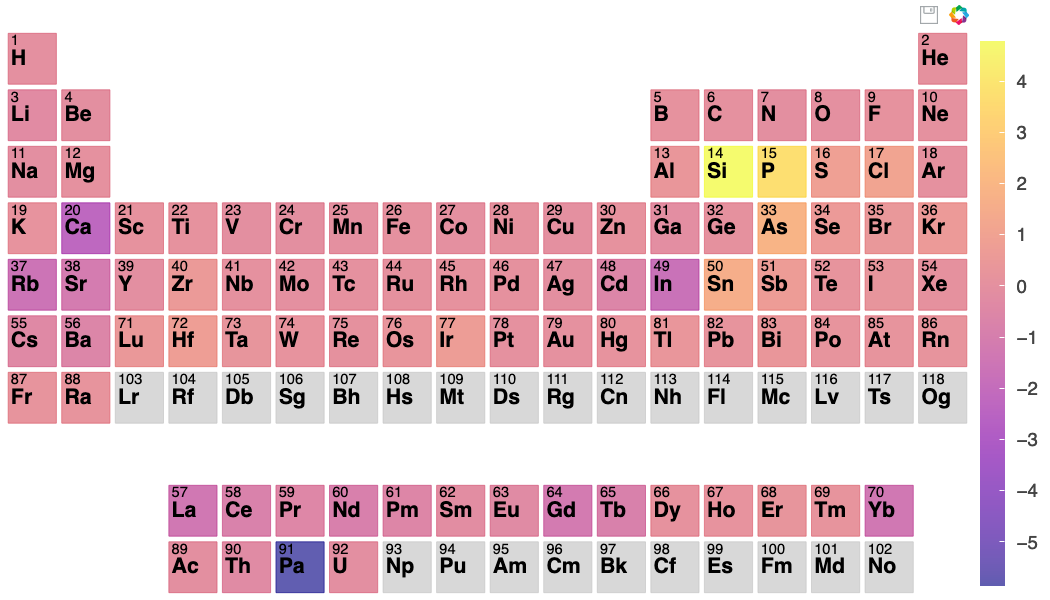 1 2
H He
3 4 5 6 7 8 9 10
Li Be B C N O F Ne
11 12 13 14 15 16 17 18
Na Mg Al Si P S Cl Ar
19 20 21 22 23 24 25 26 27 28 29 30 31 32 33 34 35 36
K Ca Sc Ti V Cr Mn Fe Co Ni Cu Zn Ga Ge As Se Br Kr
37 38 39 40 41 42 43 44 45 46 47 48 49 50 51 52 53 54
Rb Sr Y Zr Nb Mo Tc Ru Rh Pd Ag Cd In Sn Sb Te I Xe
55 56 71 72 73 74 75 76 77 78 79 80 81 82 83 84 85 86
Cs Ba Lu Hf Ta W Re Os Ir Pt Au Hg Tl Pb Bi Po At Rn
87 88 103 104 105 106 107 108 109 110 111 112 113 114 115 116 117 118
Fr Ra Lr Rf Db Sg Bh Hs Mt Ds Rg Cn Nh Fl Mc Lv Ts Og
57 58 59 60 61 62 63 64 65 66 67 68 69 70
La Ce Pr Nd Pm Sm Eu Gd Tb Dy Ho Er Tm Yb
89 90 91 92 93 94 95 96 97 98 99 100 101 102
Ac Th Pa U Np Pu Am Cm Bk Cf Es Fm Md No
4
3
2
1
0
−1
−2
−3
−4
−5